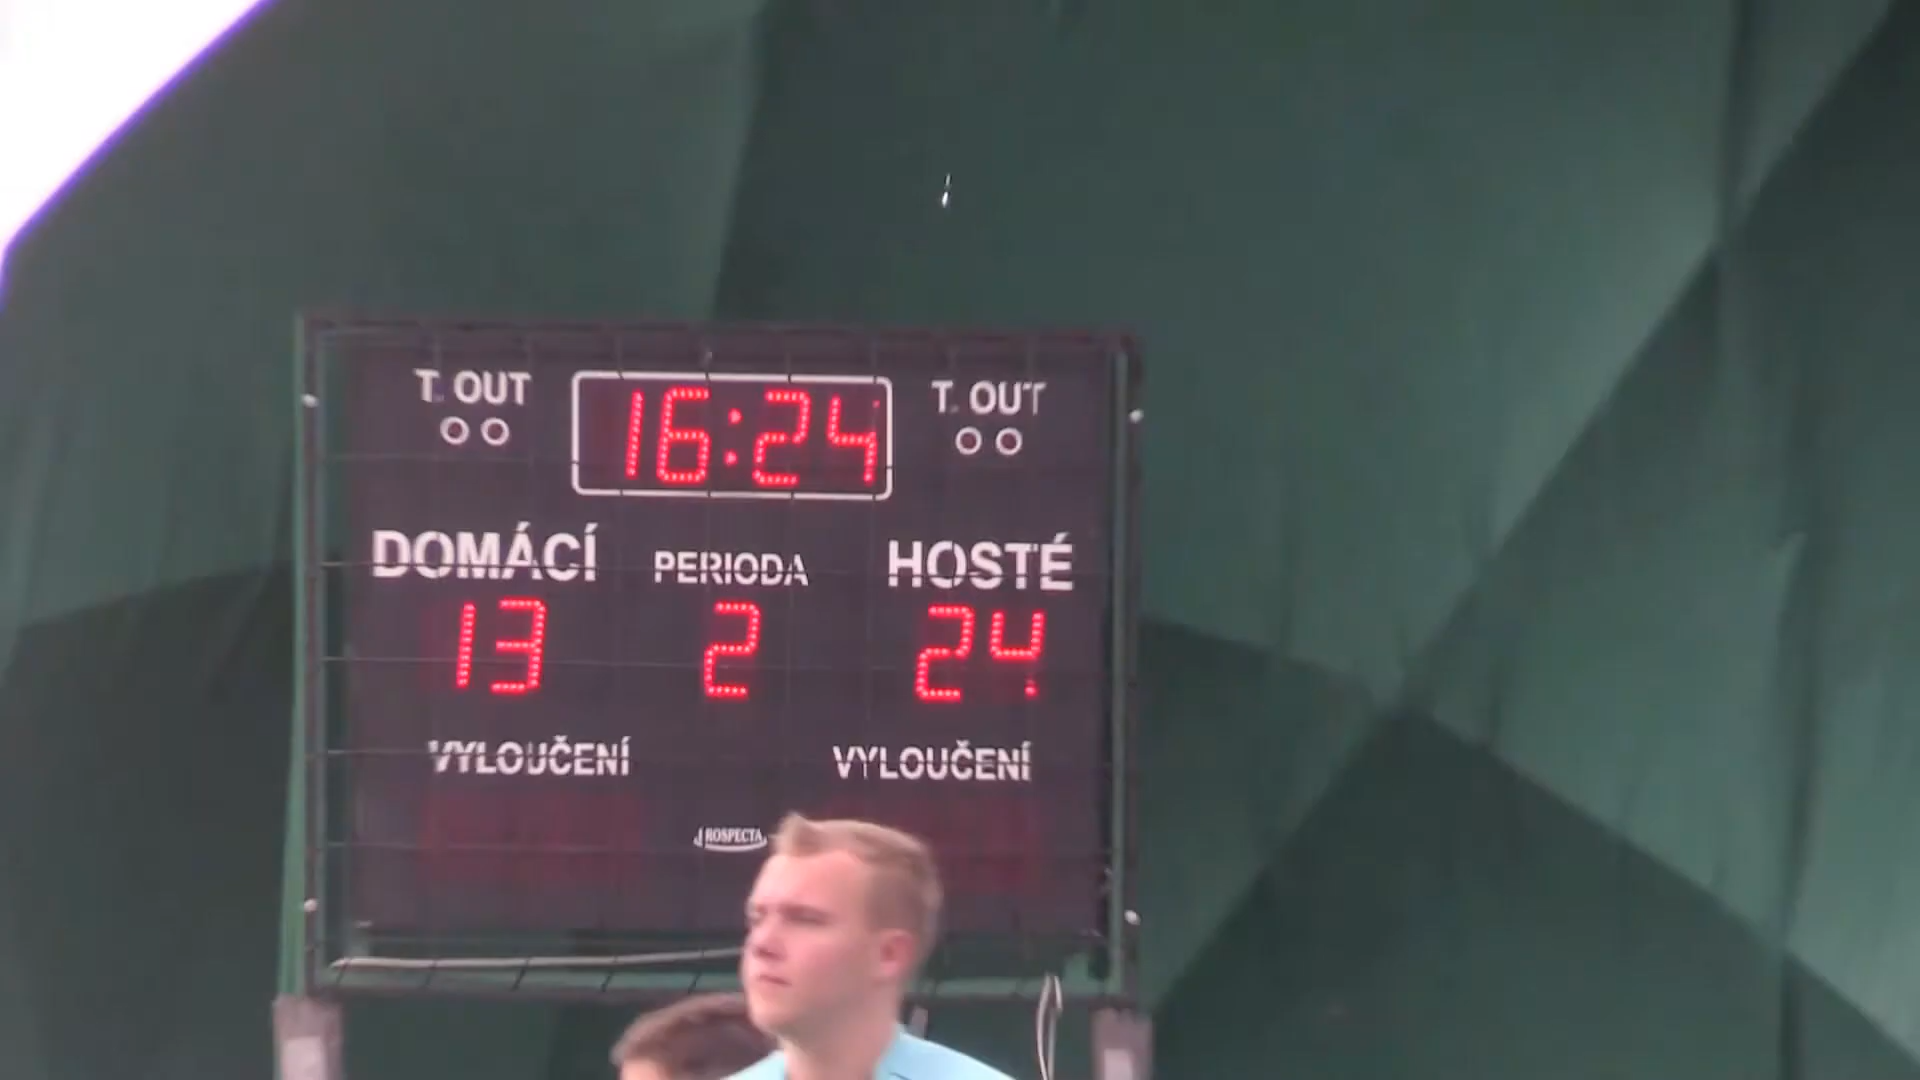 T. OUT 16:24 T. OUT
DOMÁCÍ PERIODA HOSTÉ
13 2 24
VYLOUČENÍ VYLOUČENÍ
ROSPECTA